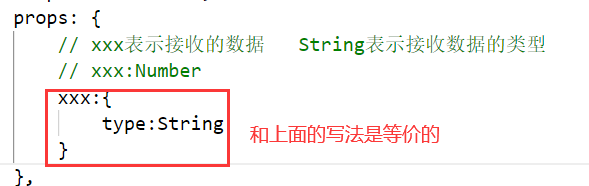 props: {
// xxx表示接收的数据   String表示接收数据的类型
// xxx:Number
xxx:{
type:String
和上面的写法是等价的
}
},